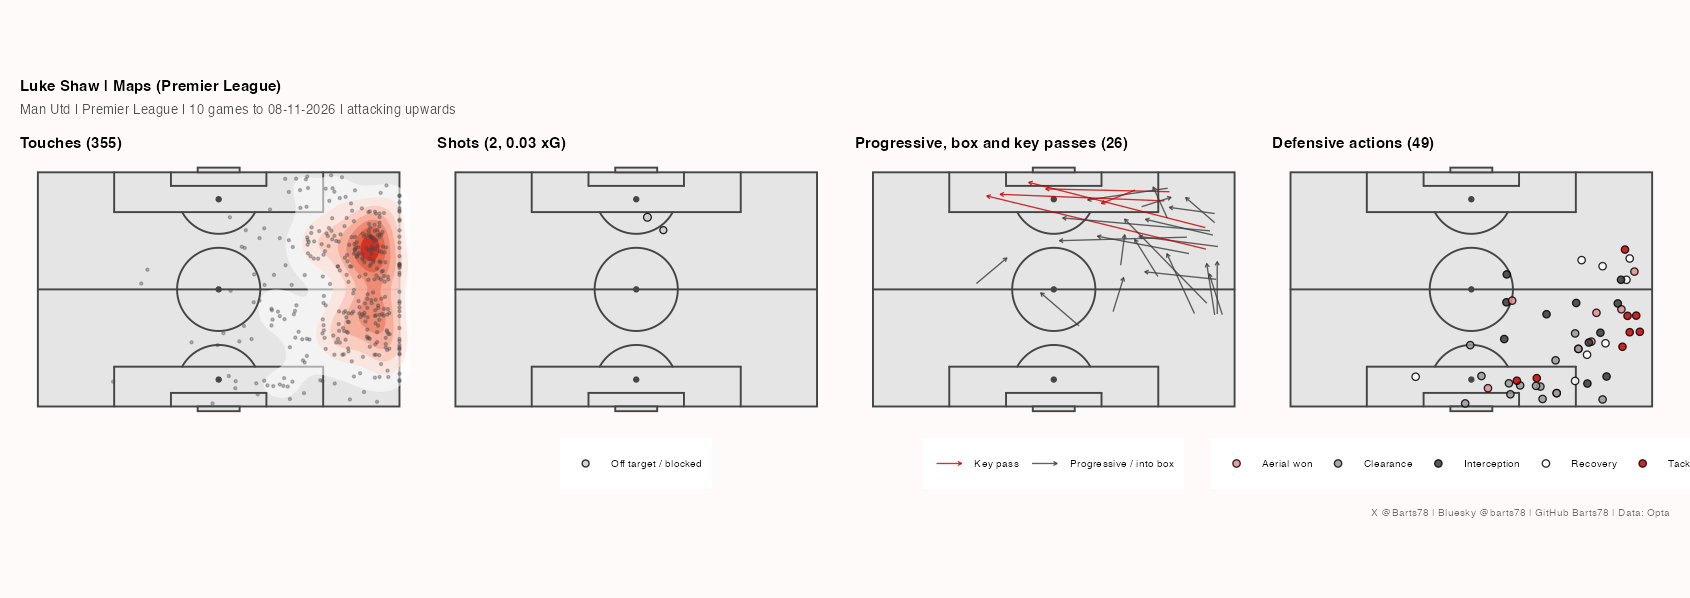 Luke Shaw | Maps (Premier League)
Man Utd | Premier League | 10 games to 08-11-2026 | attacking upwards
Touches (355)
Shots (2, 0.03 xG)
Progressive, box and key passes (26)
Defensive actions (49)
Off target / blocked
Key pass
Progressive / into box
Aerial won
Clearance
Interception
Recovery
Tack
X @Barts78 | Bluesky @barts78 | GitHub Barts78 | Data: Opta